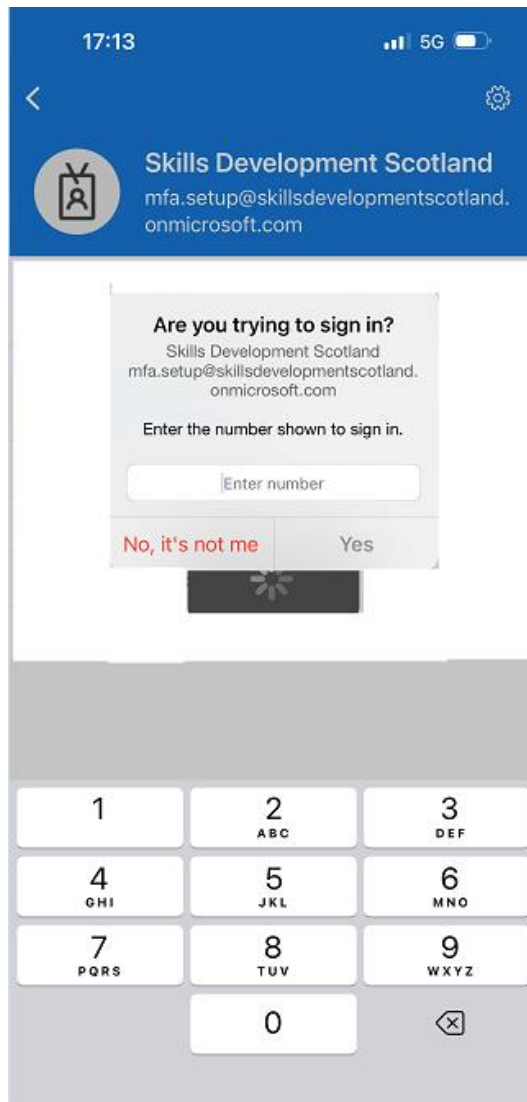 17:13
5G
Skills Development Scotland
mfa.setup@skillsdevelopmentscotland.
onmicrosoft.com
Are you trying to sign in?
Skills Development Scotland
mfa.setup@skillsdevelopmentscotland.
onmicrosoft.com
Enter the number shown to sign in.
Enter number
No, it's not me
Yes
1
2
ABC
3
DEF
4
GHI
5
JKL
6
MNO
7
PQRS
8
TUV
9
WXYZ
0